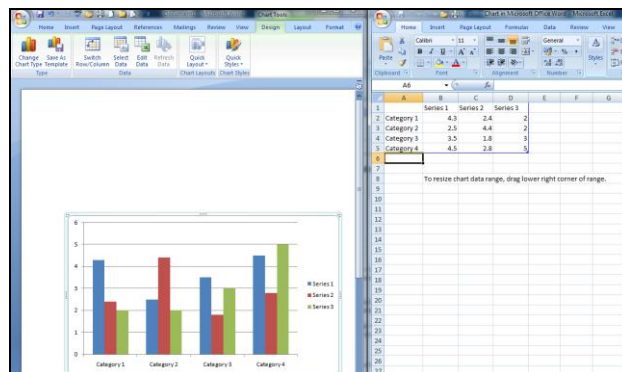 Chart Tools
Home Insert Page Layout References Mailings Review View Design Layout Format
Change Chart Type
Save As Template
Switch Row/Column
Select Data
Edit Data
Refresh Data
Quick Layout
Quick Styles
Type Data Chart Layouts Chart Styles
6
5
4
3
2
1
0
Category 1 Category 2 Category 3 Category 4
Series 1
Series 2
Series 3
Chart in Microsoft Office Word - Microsoft Excel
Home Insert Page Layout Formulas Data Review View
Paste
Calibri 11
B I U
General
Styles
Clipboard Font Alignment Number
A6
A B C D E F G
1 Series 1 Series 2 Series 3
2 Category 1 4.3 2.4 2
3 Category 2 2.5 4.4 2
4 Category 3 3.5 1.8 3
5 Category 4 4.5 2.8 5
6
7
8 To resize chart data range, drag lower right corner of range.
9
10
11
12
13
14
15
16
17
18
19
20
21
22
23
24
25
26